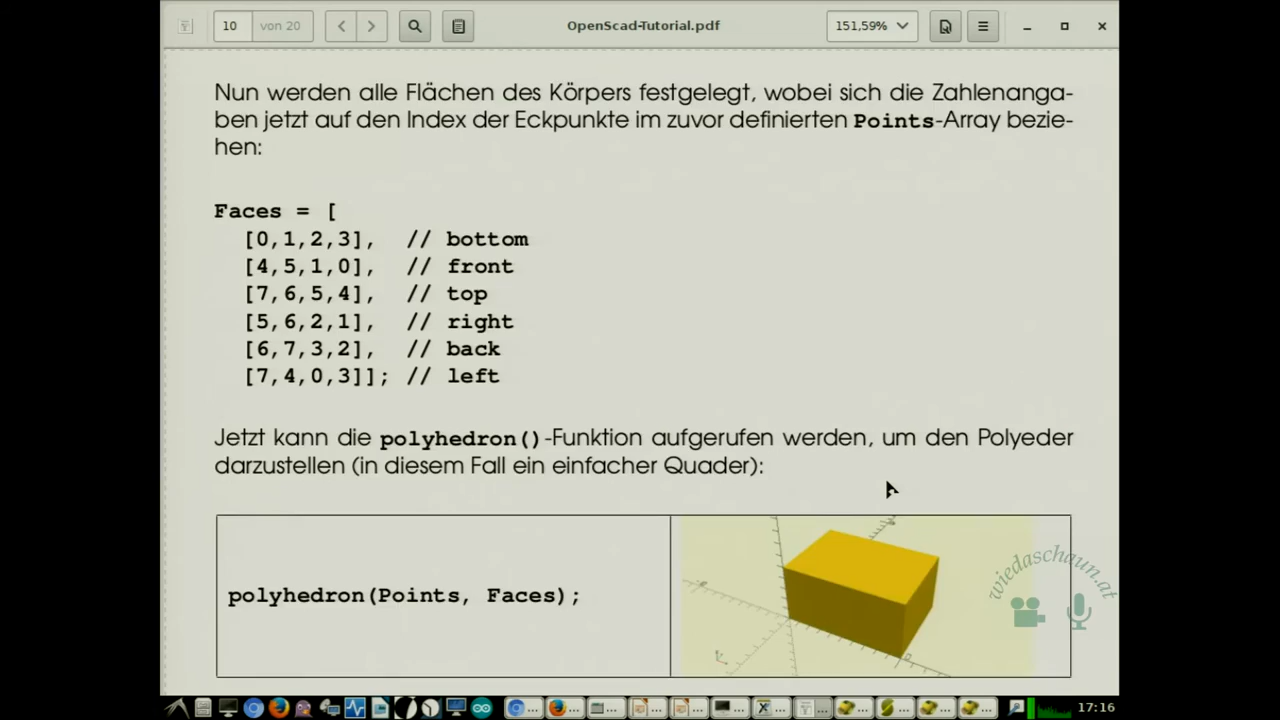 10 von 20 OpenScad-Tutorial.pdf 151,59%
Nun werden alle Flächen des Körpers festgelegt, wobei sich die Zahlenanga-
ben jetzt auf den Index der Eckpunkte im zuvor definierten Points-Array bezie-
hen:
Faces = [
[0,1,2,3], // bottom
[4,5,1,0], // front
[7,6,5,4], // top
[5,6,2,1], // right
[6,7,3,2], // back
[7,4,0,3]]; // left
Jetzt kann die polyhedron()-Funktion aufgerufen werden, um den Polyeder
darzustellen (in diesem Fall ein einfacher Quader):
polyhedron(Points, Faces);
wiedaschaun.at
17:16